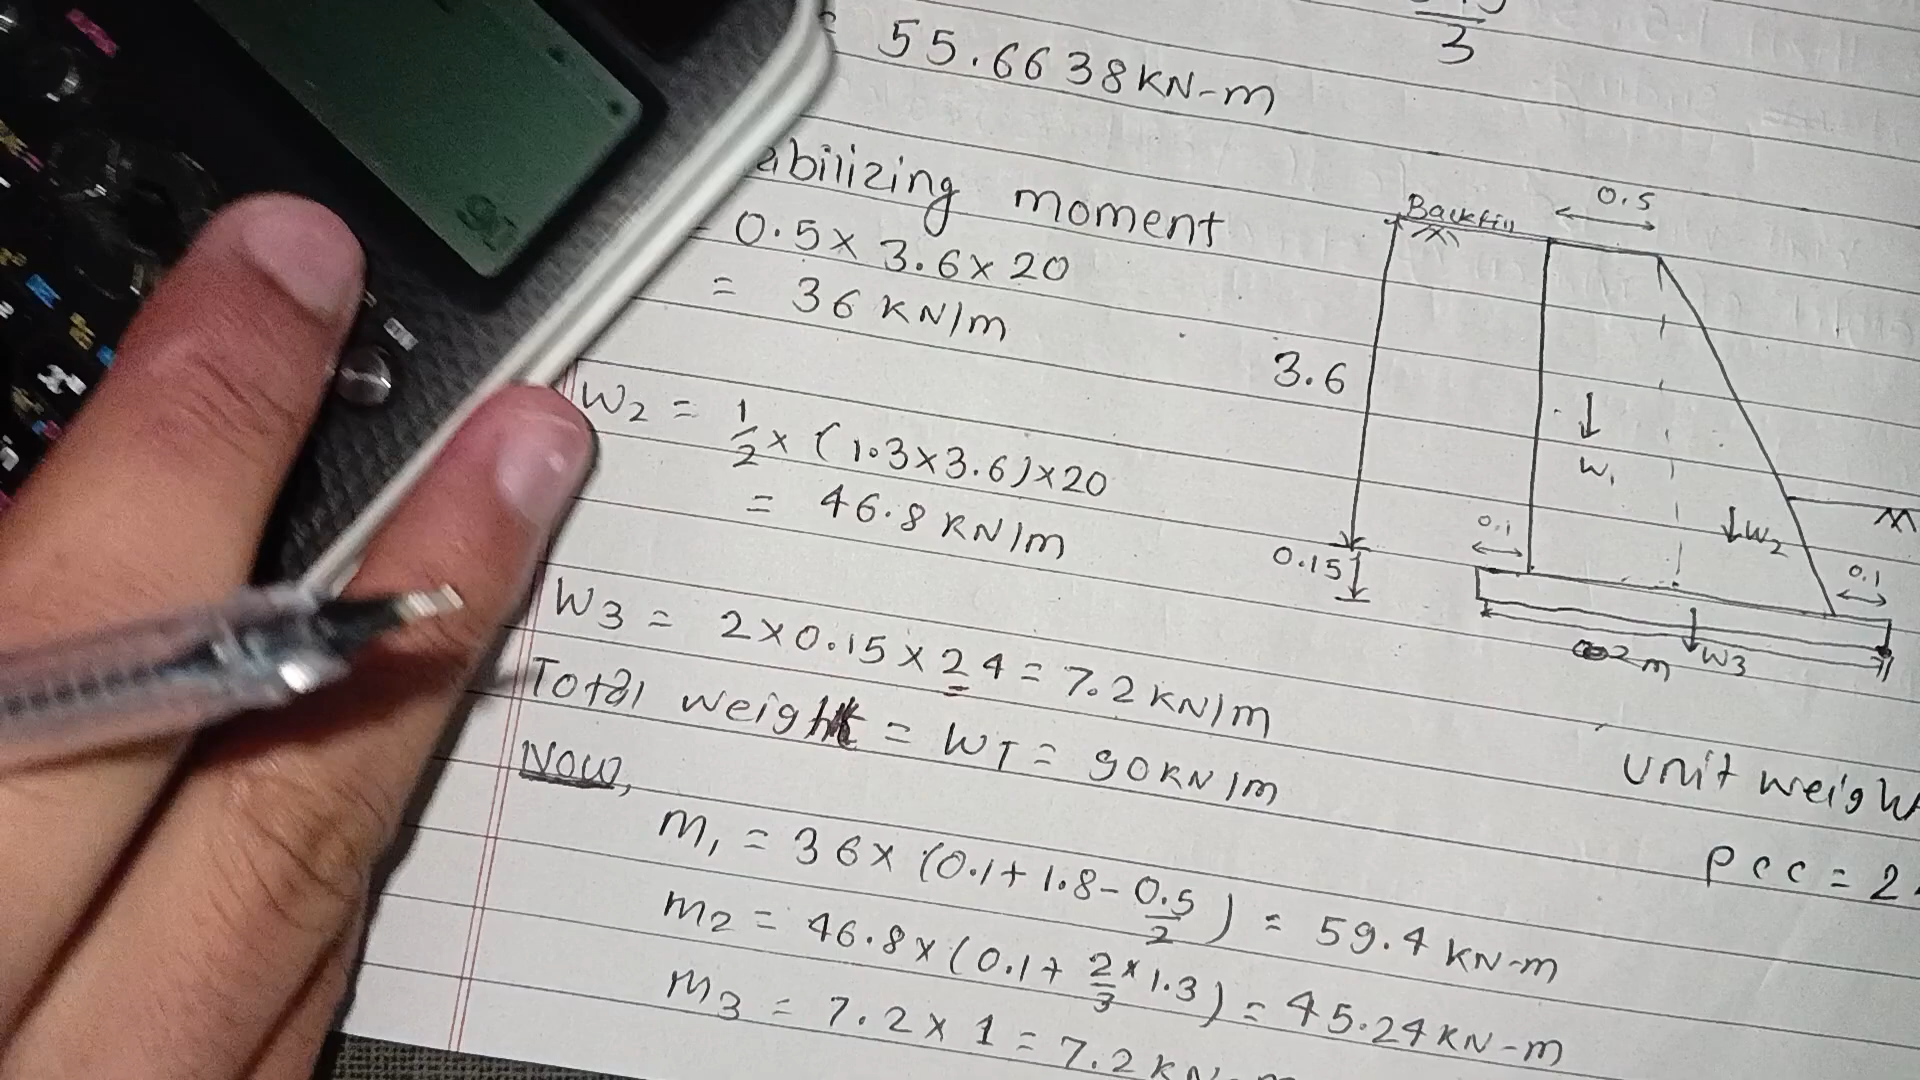 3
= 55.6638 KN-m
abilizing moment
0.5 x 3.6 x 20
= 36 KN/m
W2 = 1/2 x (1.3 x 3.6) x 20
= 46.8 KN/m
W3 = 2 x 0.15 x 24 = 7.2 KN/m
Total weight = WT = 90 KN/m
Now,
m1 = 36 x (0.1 + 1.8 - 0.5/2) = 59.4 KN-m
m2 = 46.8 x (0.1 + 2/3 x 1.3) = 45.24 KN-m
m3 = 7.2 x 1 = 7.2 KN-m
Backfill
0.5
3.6
W1
W2
0.1
0.1
0.15
2m
W3
unit weigh
pcc = 2